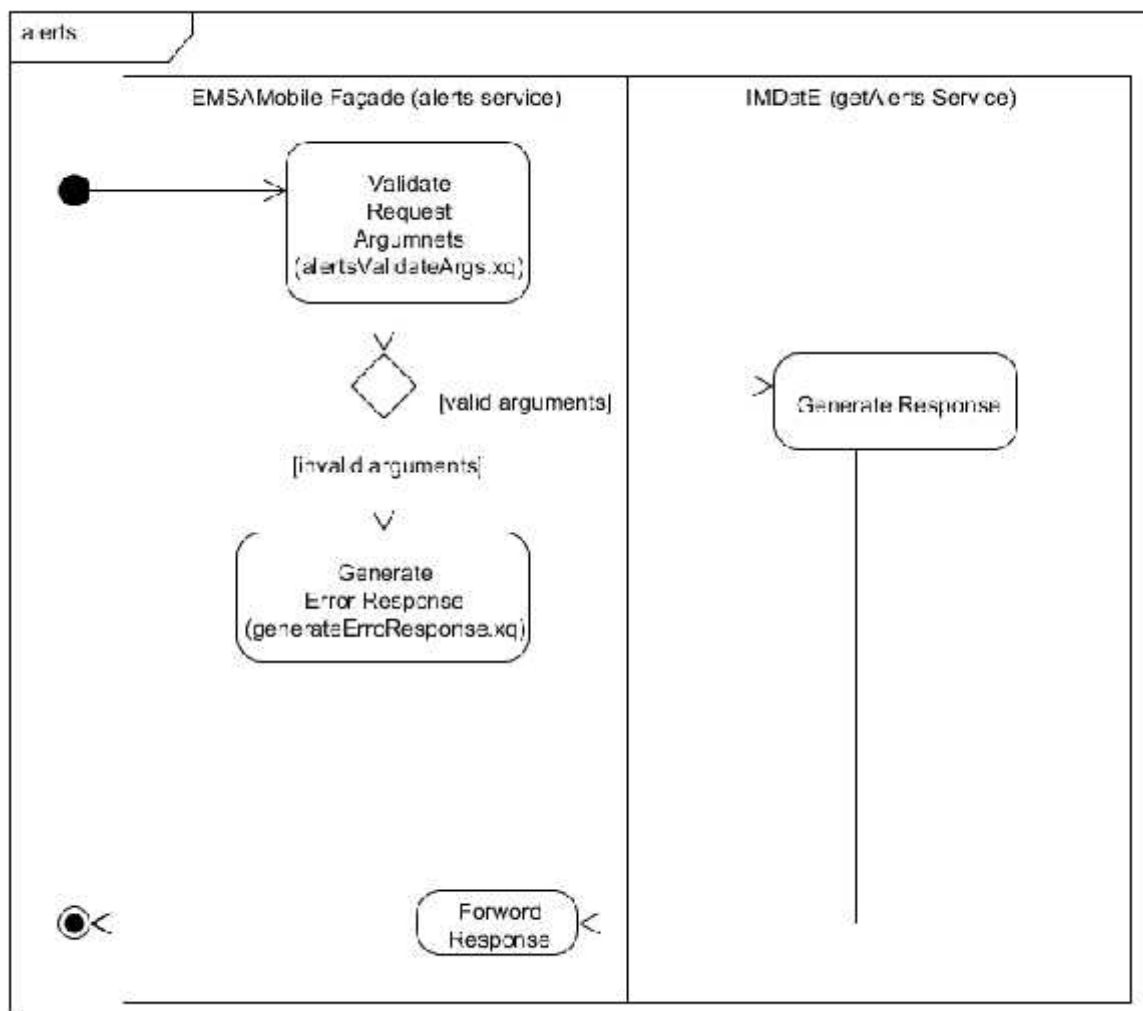 alerts
EMSAMobile Façade (alerts service)
IMDatE (getAlerts Service)
Validate
Request
Argumnets
(alertsValidateArgs.xq)
[valid arguments]
Generate Response
[invalid arguments]
Generate
Error Response
(generateErrcResponse.xq)
Forword
Response